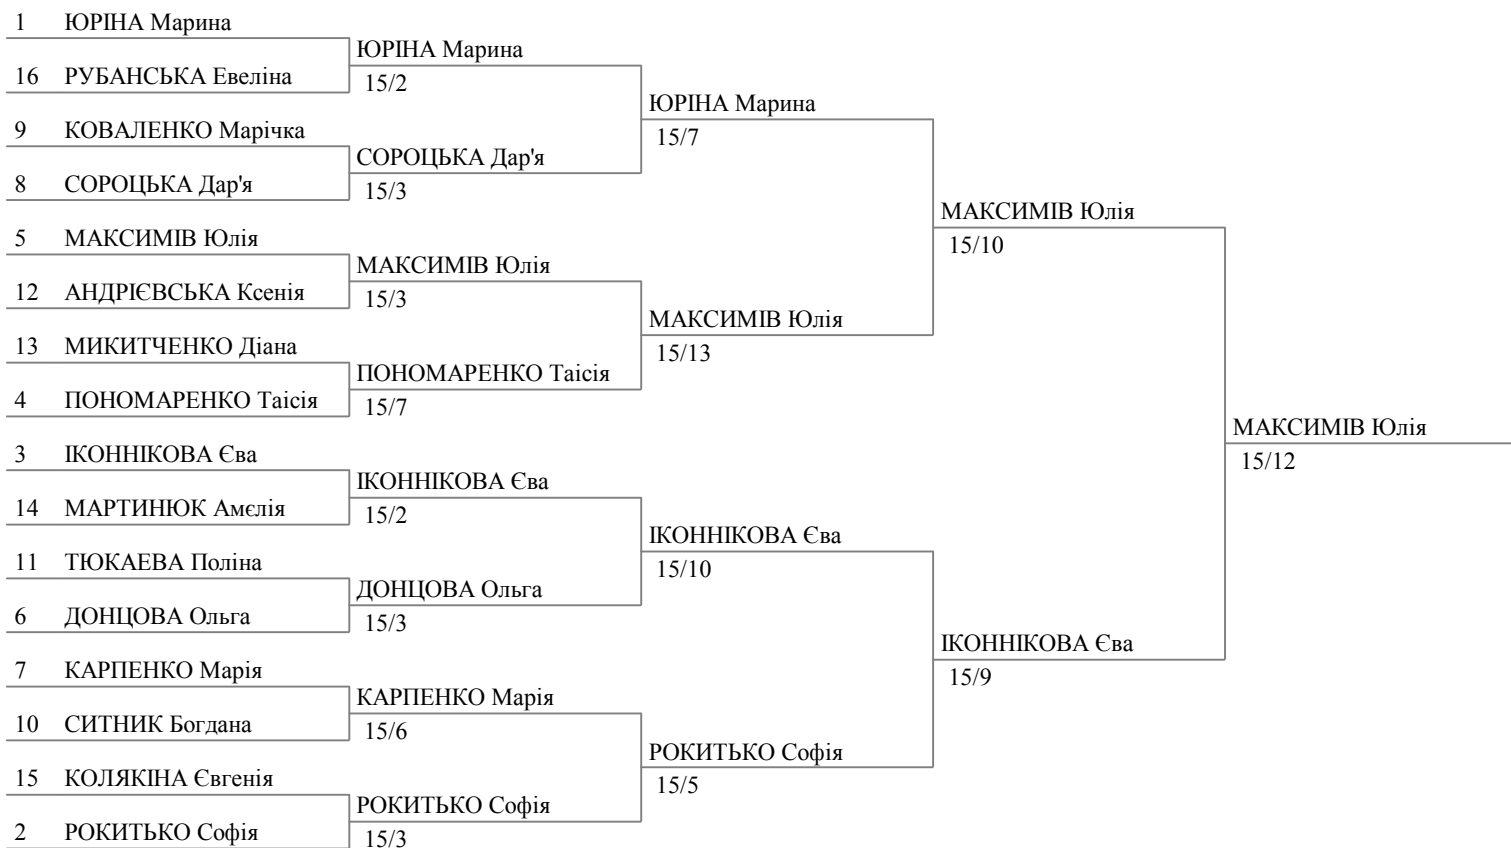 1 ЮРІНА Марина
ЮРІНА Марина
16 РУБАНСЬКА Евеліна
15/2
ЮРІНА Марина
9 КОВАЛЕНКО Марічка
15/7
СОРОЦЬКА Дар'я
8 СОРОЦЬКА Дар'я
15/3
МАКСИМІВ Юлія
5 МАКСИМІВ Юлія
15/10
МАКСИМІВ Юлія
12 АНДРІЄВСЬКА Ксенія
15/3
МАКСИМІВ Юлія
13 МИКИТЧЕНКО Діана
15/13
ПОНОМАРЕНКО Таісія
4 ПОНОМАРЕНКО Таісія
15/7
МАКСИМІВ Юлія
3 ІКОННІКОВА Єва
15/12
ІКОННІКОВА Єва
14 МАРТИНЮК Амєлія
15/2
ІКОННІКОВА Єва
11 ТЮКАЕВА Поліна
15/10
ДОНЦОВА Ольга
6 ДОНЦОВА Ольга
15/3
ІКОННІКОВА Єва
7 КАРПЕНКО Марія
15/9
КАРПЕНКО Марія
10 СИТНИК Богдана
15/6
РОКИТЬКО Софія
15 КОЛЯКІНА Євгенія
15/5
РОКИТЬКО Софія
2 РОКИТЬКО Софія
15/3